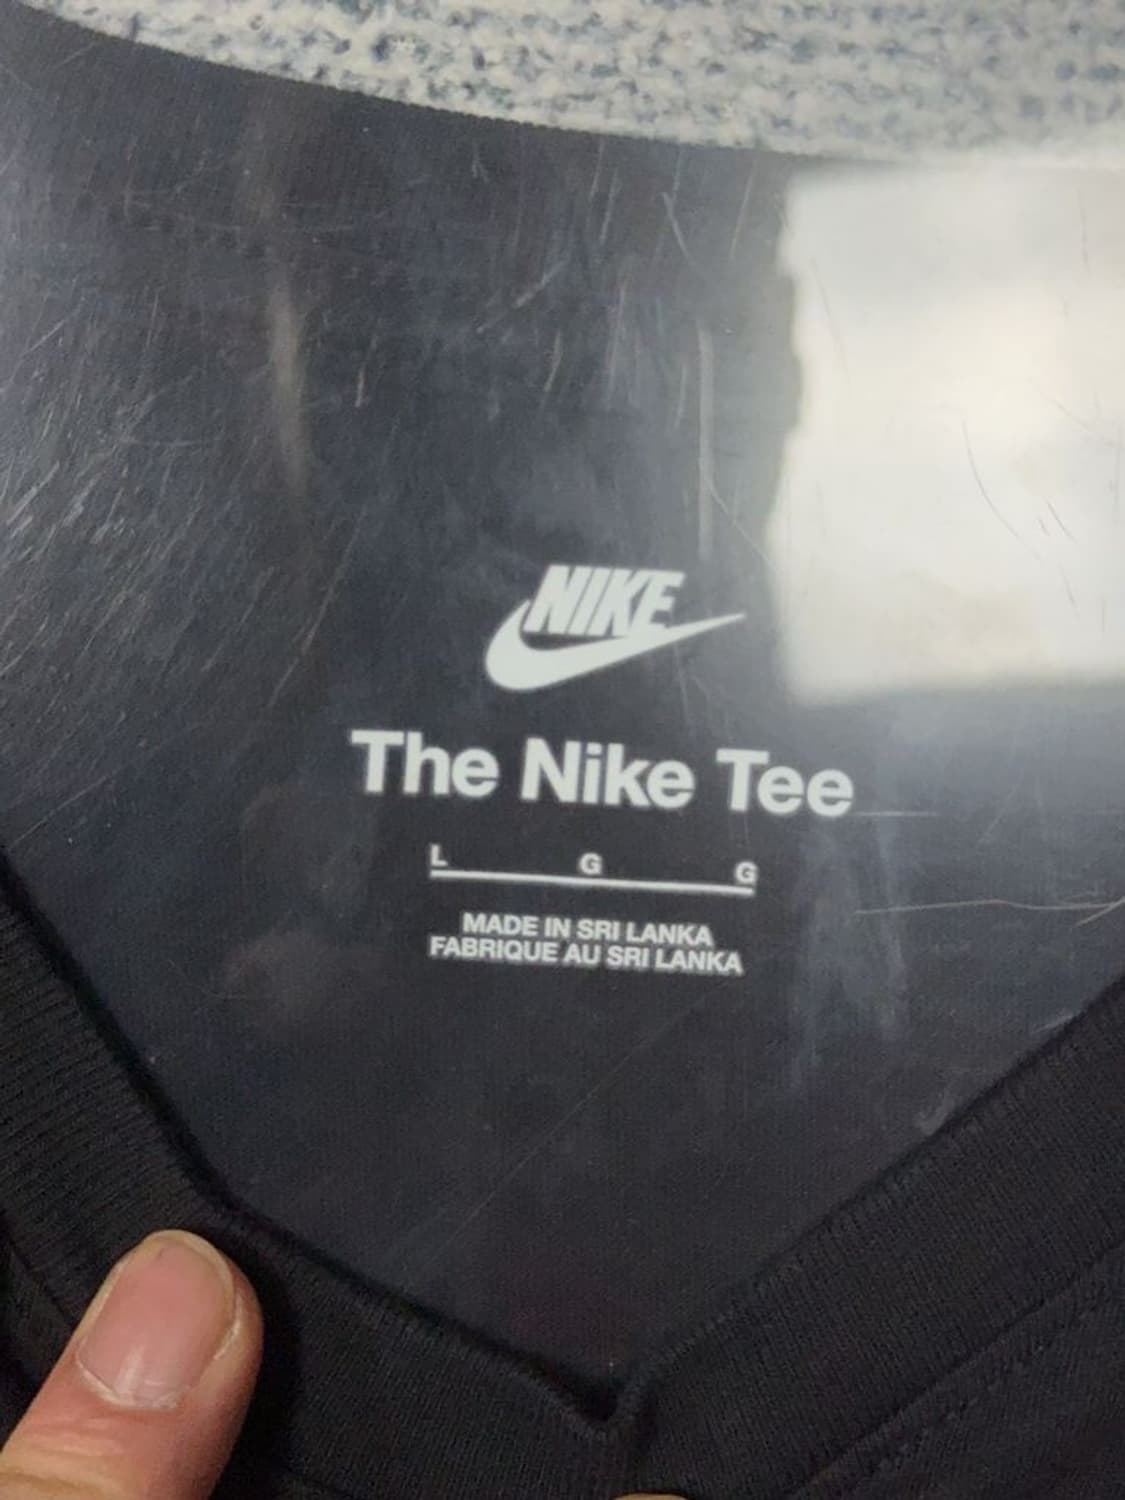 NIKE
The Nike Tee
L G G
MADE IN SRI LANKA
FABRIQUE AU SRI LANKA